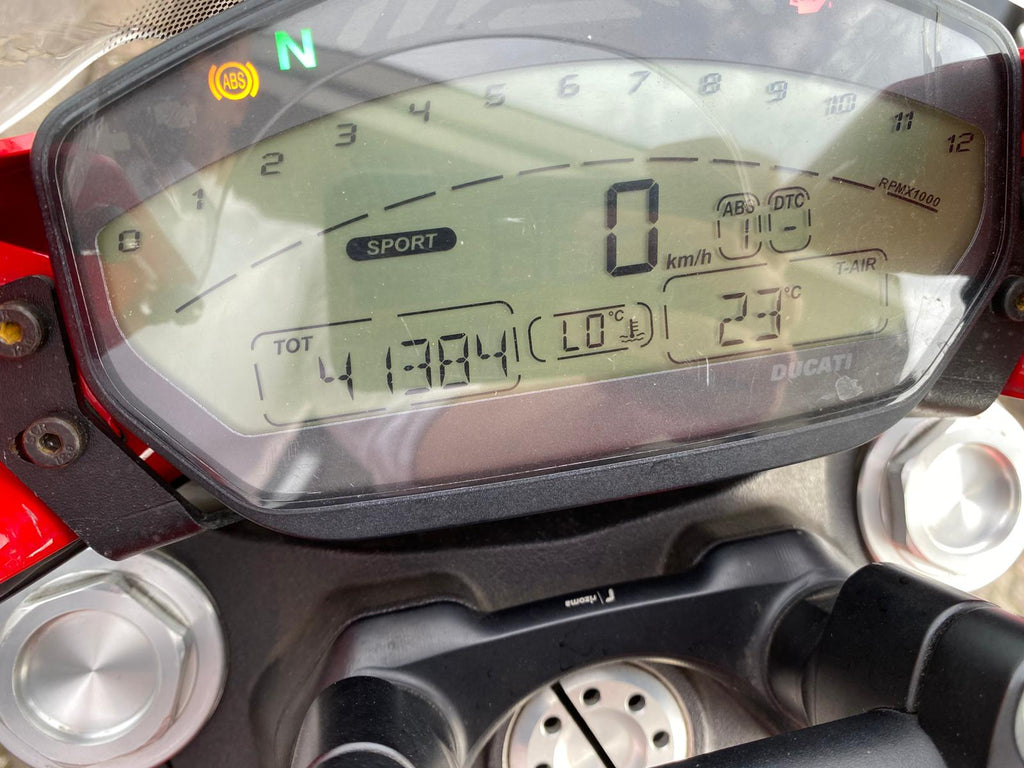 N
ABS
0 1 2 3 4 5 6 7 8 9 10 11 12
RPMX1000
SPORT
0 km/h
ABS DTC
1 -
TOT
41384
LO °C
T-AIR
23 °C
DUCATI
rizoma